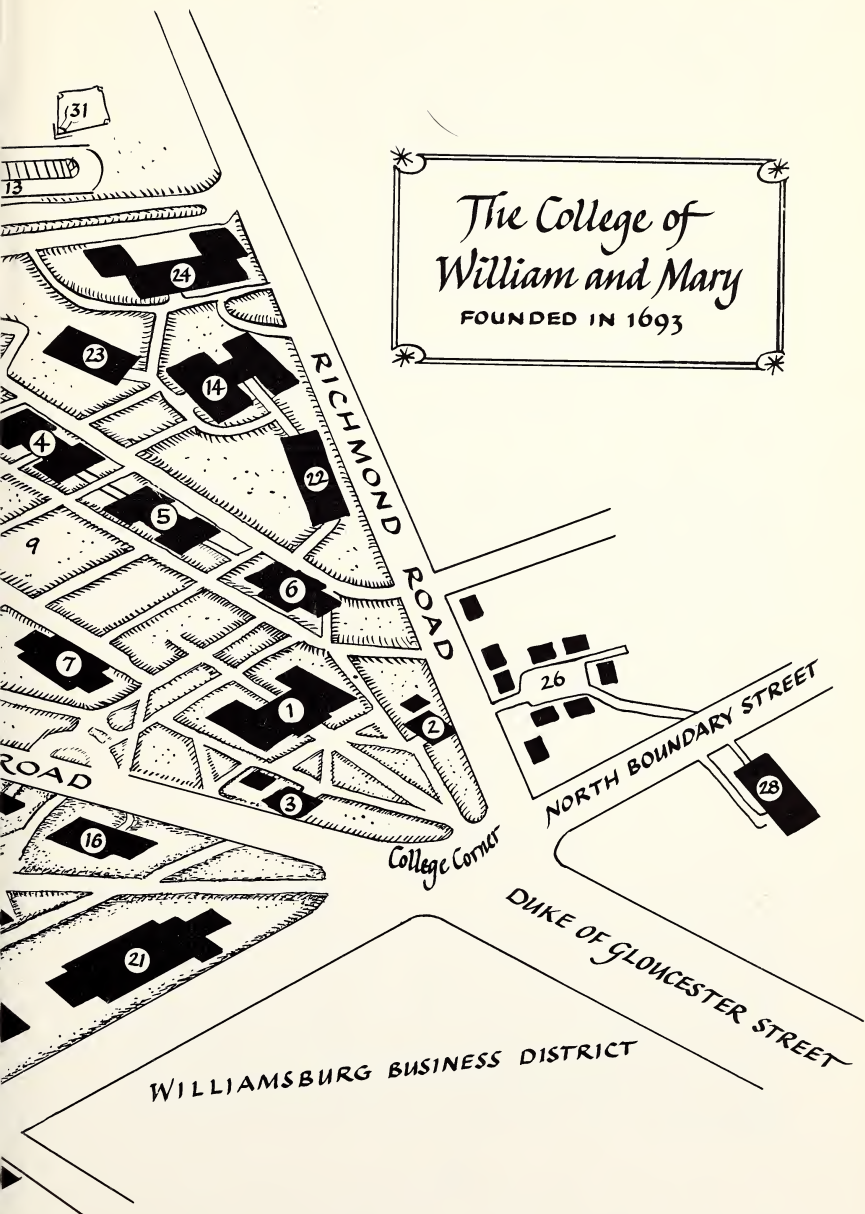 31
13
The College of
William and Mary
FOUNDED IN 1693
24
23
14
RICHMOND ROAD
4
22
5
9
6
7
26
1
2
NORTH BOUNDARY STREET
ROAD
3
28
16
College Corner
DUKE OF GLOUCESTER STREET
21
WILLIAMSBURG BUSINESS DISTRICT